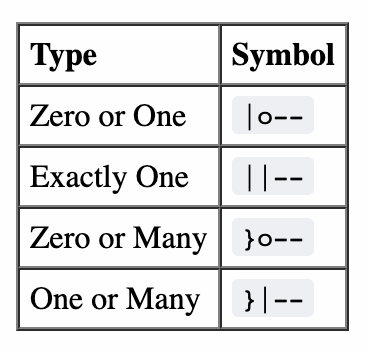 Type Symbol
Zero or One |o--
Exactly One ||--
Zero or Many }o--
One or Many }|--